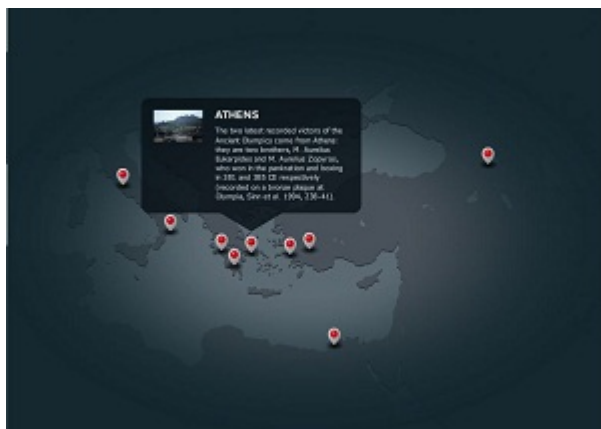 ATHENS
The two latest recorded victors of the
Ancient Olympics come from Athens:
they are two brothers, M. Aurelius
Eukarpides and M. Aurelius Zopyros,
who won in the pankration and boxing
in 381 and 385 CE respectively
(recorded on a bronze plaque at
Olympia, Sinn et al. 1994, 238-41).